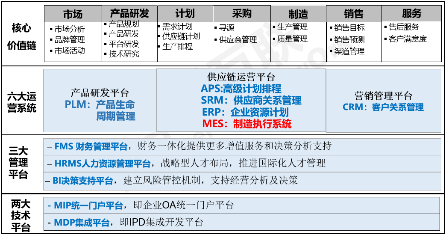 核心价值链
市场
产品研发
计划
采购
制造
销售
服务
• 市场分析
• 品牌管理
• 市场活动
• 产品规划
• 产品研发
• 平台研发
• 技术研究
• 需求计划
• 供应链计划
• 生产排程
• 寻源
• 供应商管理
• 生产管理
• 质量管理
• 销售目标
• 销售预测
• 渠道管理
• 售后服务
• 客户满意度
六大运营系统
产品研发平台
PLM：产品生命
周期管理
供应链运营平台
APS:高级计划排程
SRM：供应商关系管理
ERP：企业资源计划
MES：制造执行系统
营销管理平台
CRM：客户关系管理
三大管理平台
– FMS 财务管理平台，财务一体化提供更多增值服务和决策分析支持
– HRMS人力资源管理平台，战略型人才布局，推进国际化人才管理
– BI决策支持平台，建立风险管控机制，支持经营分析及决策
两大技术平台
- MIP统一门户平台，即企业OA统一门户平台
- MDP集成平台，即IPD集成开发平台